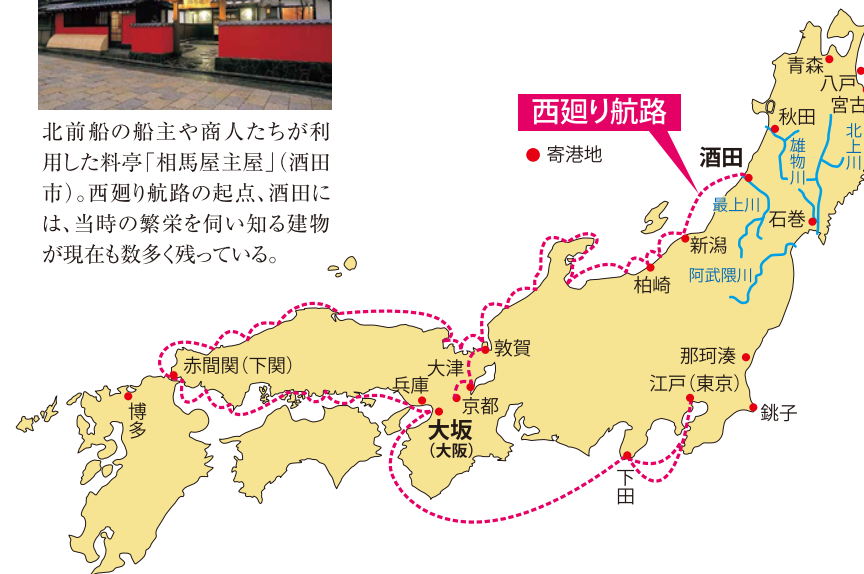 北前船の船主や商人たちが利
用した料亭「相馬屋主屋」（酒田
市）。西廻り航路の起点、酒田に
は、当時の繁栄を伺い知る建物
が現在も数多く残っている。
西廻り航路
寄港地
青森
八戸
宮古
秋田
北上川
雄物川
酒田
最上川
石巻
新潟
阿武隈川
柏崎
敦賀
那珂湊
大津
赤間関（下関）
江戸（東京）
兵庫
京都
博多
銚子
大坂
（大阪）
下田